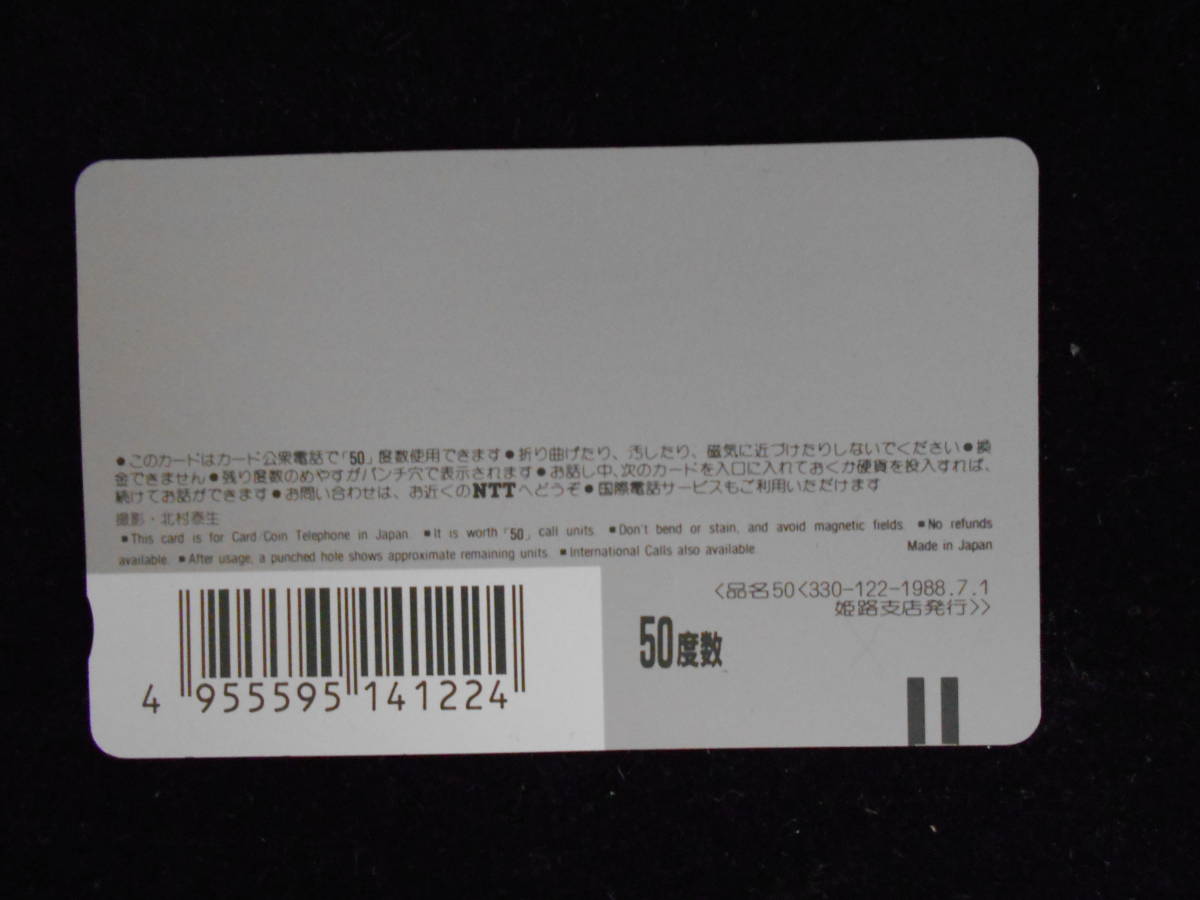 ●このカードはカード公衆電話で「50」度数使用できます●折り曲げたり、汚したり、磁気に近づけたりしないでください●換
金できません●残り度数のめやすがパンチ穴で表示されます●お話し中、次のカードを入口に入れておくか硬貨を投入すれば、
続けてお話ができます●お問い合わせは、お近くのNTTへどうぞ●国際電話サービスもご利用いただけます
撮影・北村泰生
■This card is for Card/Coin Telephone in Japan. ■It is worth「50」call units. ■Don't bend or stain, and avoid magnetic fields. ■No refunds
available. ■After usage, a punched hole shows approximate remaining units. ■International Calls also available.
Made in Japan
<品名50<330-122-1988.7.1
姫路支店発行>>
50度数
4 955595 141224